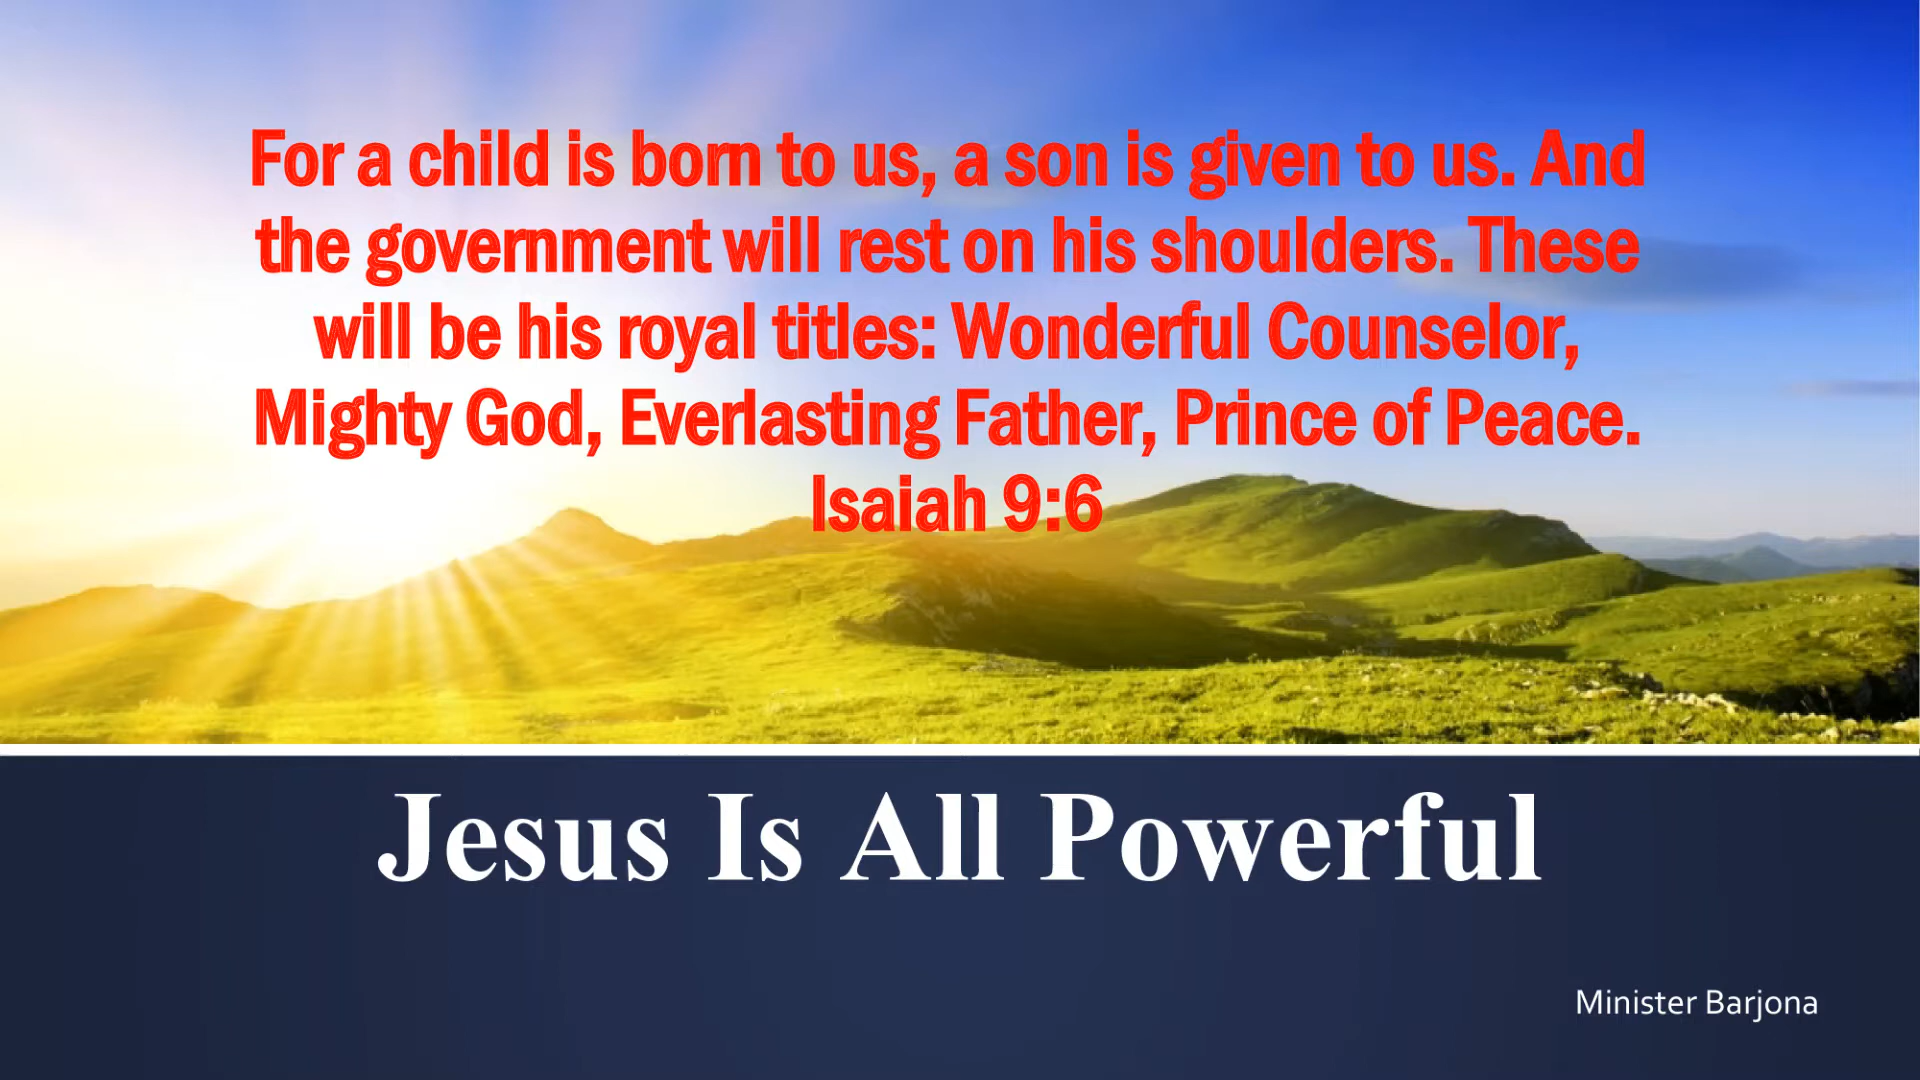 For a child is born to us, a son is given to us. And
the government will rest on his shoulders. These
will be his royal titles: Wonderful Counselor,
Mighty God, Everlasting Father, Prince of Peace.
Isaiah 9:6
Jesus Is All Powerful
Minister Barjona